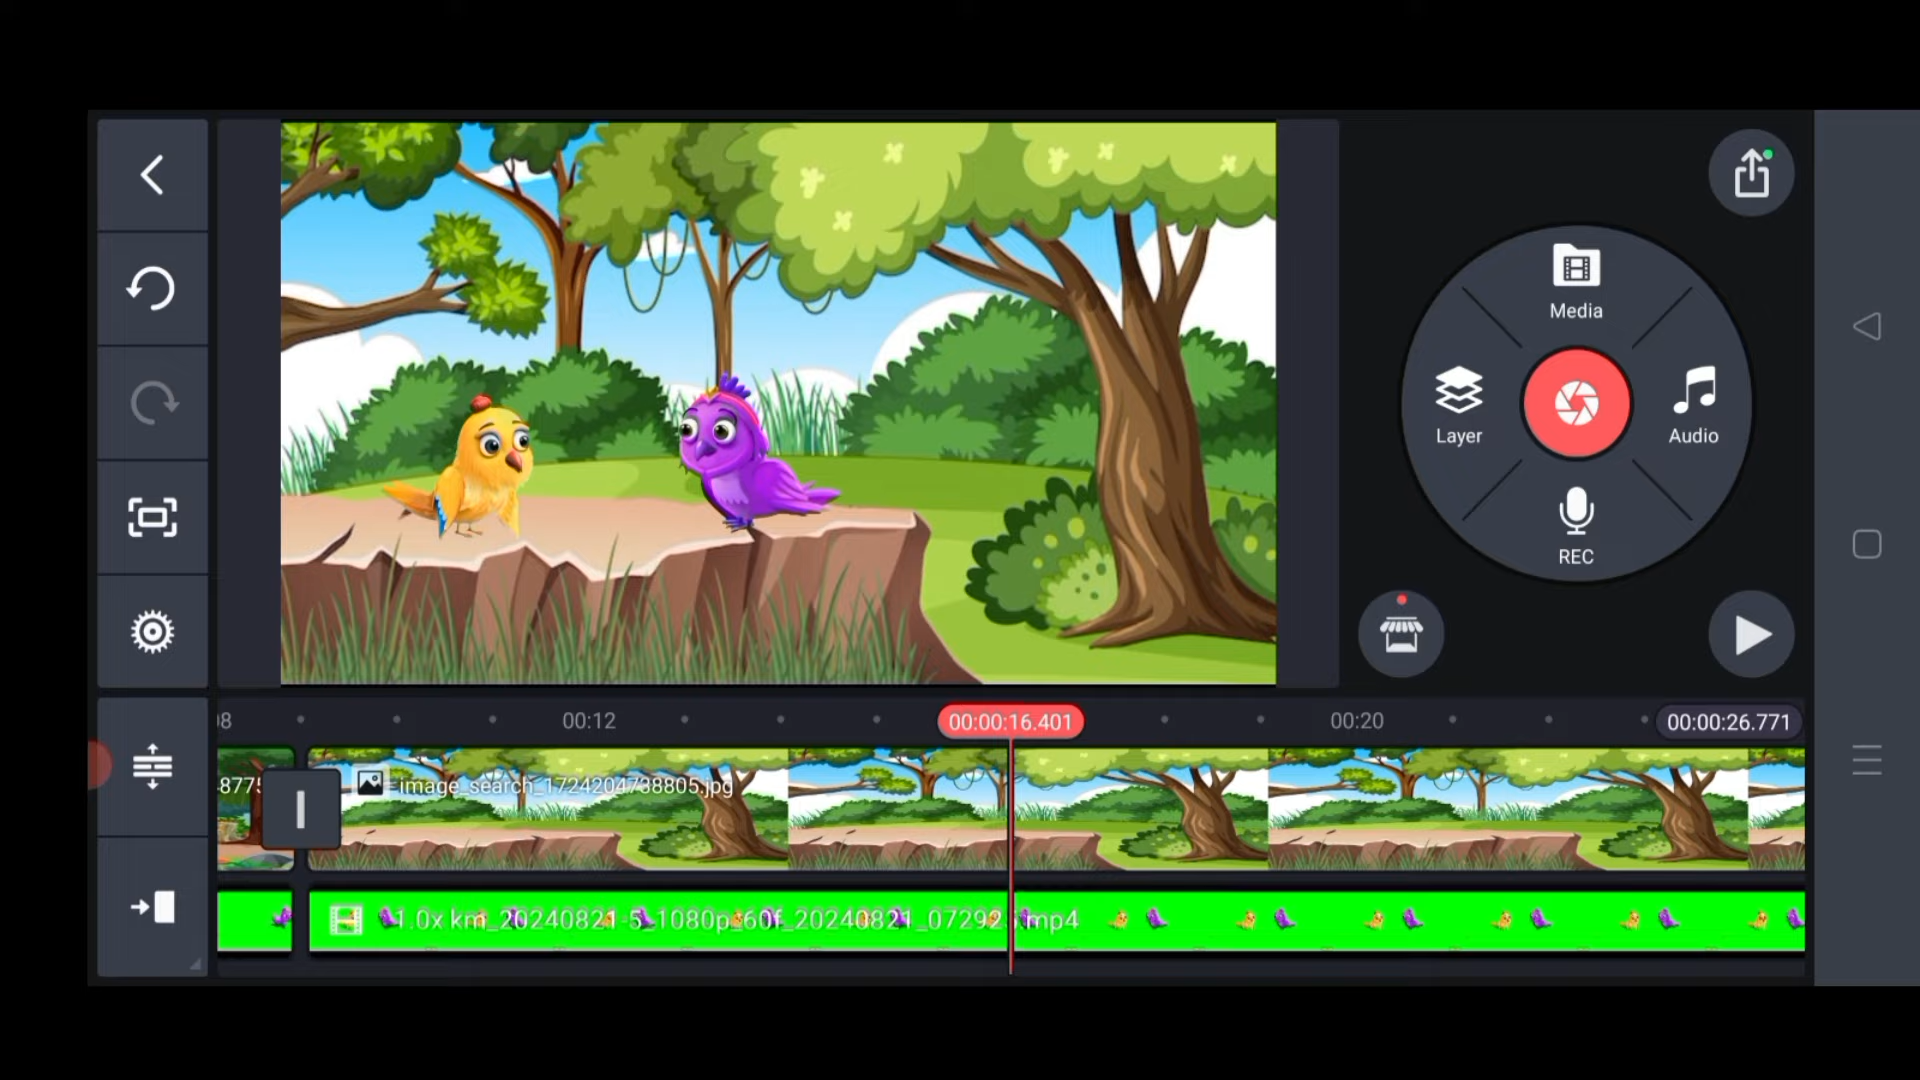 Media
Layer
Audio
REC
08
00:12
00:00:16.401
00:20
00:00:26.771
8775
image_search_1724204738805.jpg
1.0x km_20240821-5_1080p_60f_20240821_07292 .mp4